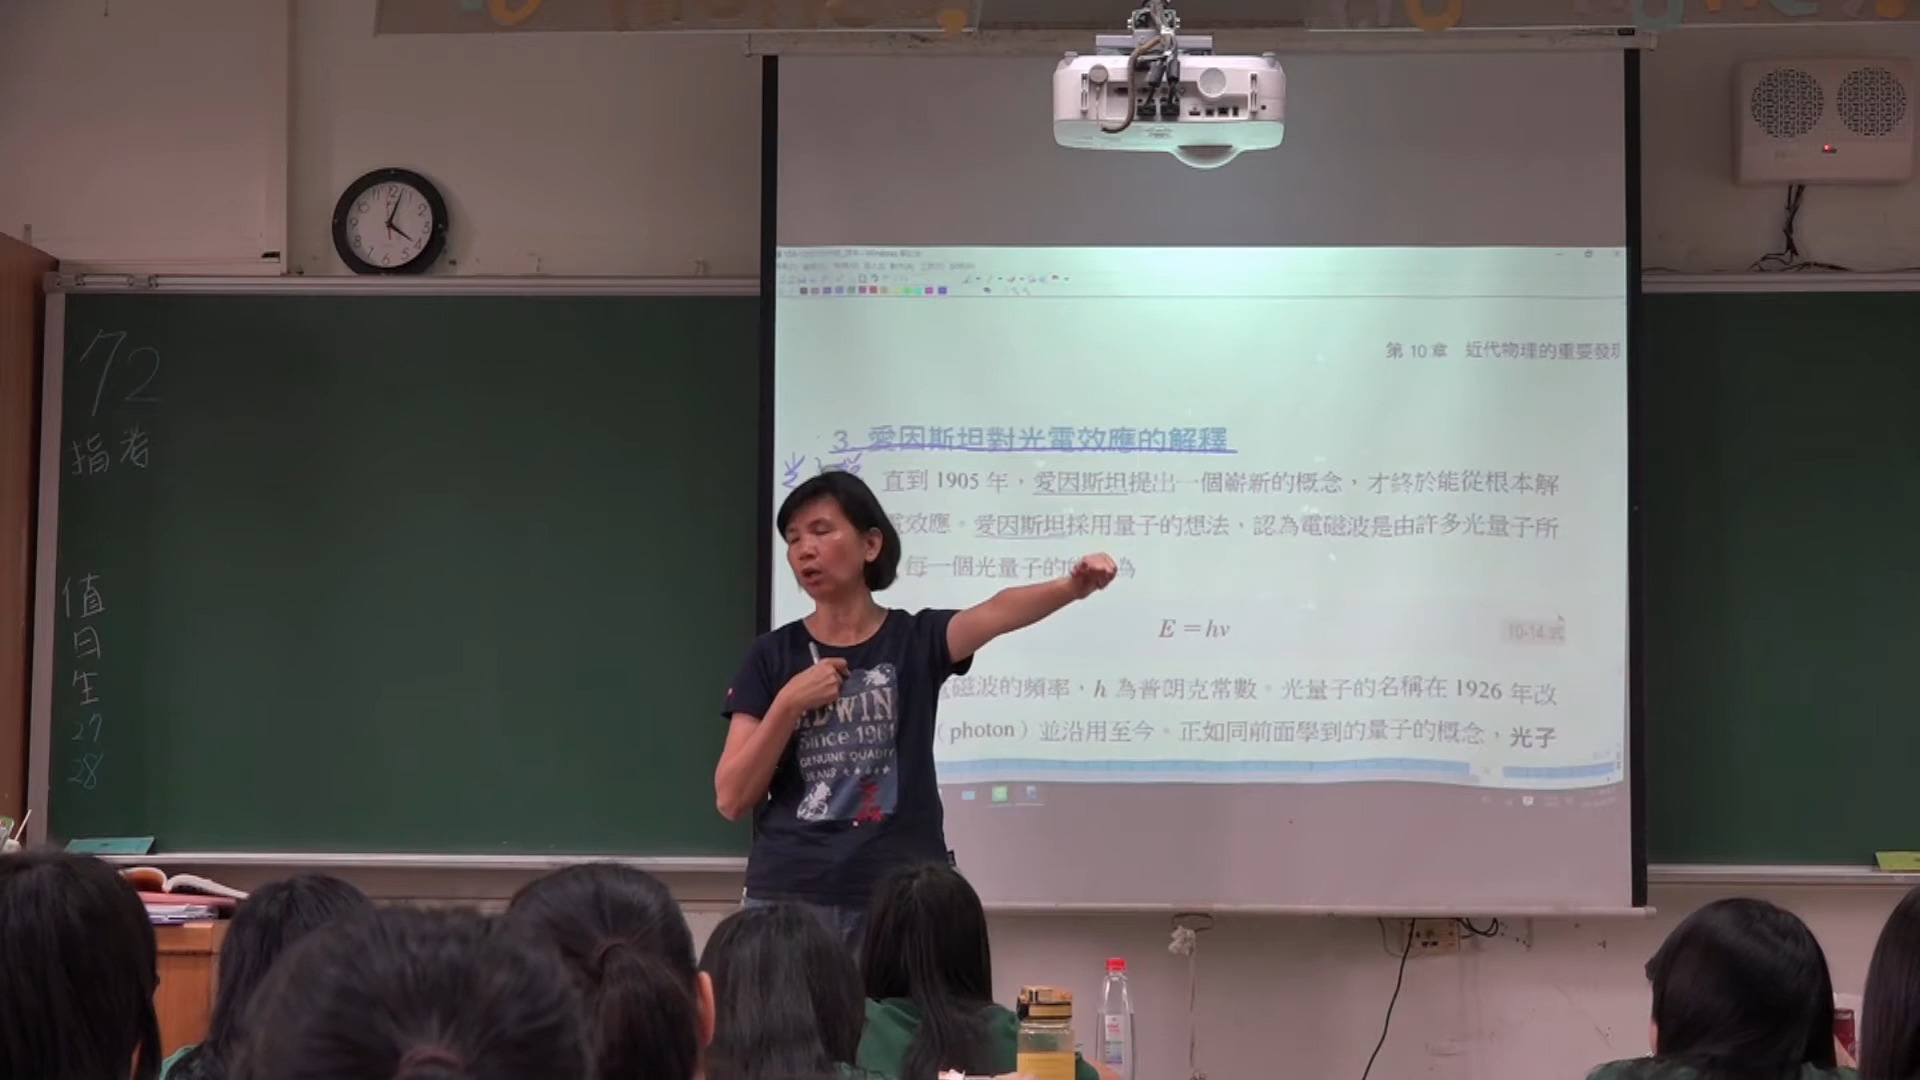 72
指考
值
日
生
27
28
第 10 章 近代物理的重要發現
3. 愛因斯坦對光電效應的解釋
直到 1905 年，愛因斯坦提出一個嶄新的概念，才終於能從根本解
電效應。愛因斯坦採用量子的想法，認為電磁波是由許多光量子所
每一個光量子的 為
E = hν
10-14 式
磁波的頻率，h 為普朗克常數。光量子的名稱在 1926 年改
(photon) 並沿用至今。正如同前面學到的量子的概念，光子
EDWIN
Since 1961
GENUINE QUALITY
JEANS